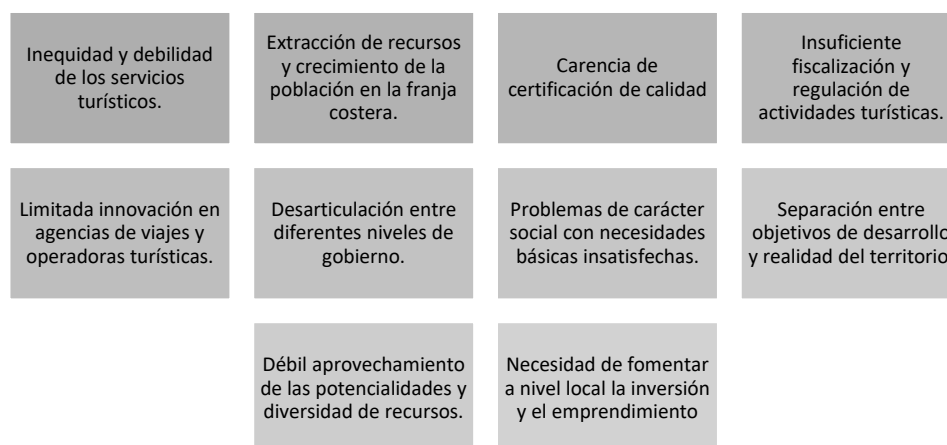 Inequidad y debilidad
de los servicios
turísticos.
Extracción de recursos
y crecimiento de la
población en la franja
costera.
Carencia de
certificación de calidad
Insuficiente
fiscalización y
regulación de
actividades turísticas.
Limitada innovación en
agencias de viajes y
operadoras turísticas.
Desarticulación entre
diferentes niveles de
gobierno.
Problemas de carácter
social con necesidades
básicas insatisfechas.
Separación entre
objetivos de desarrollo
y realidad del territorio
Débil aprovechamiento
de las potencialidades y
diversidad de recursos.
Necesidad de fomentar
a nivel local la inversión
y el emprendimiento